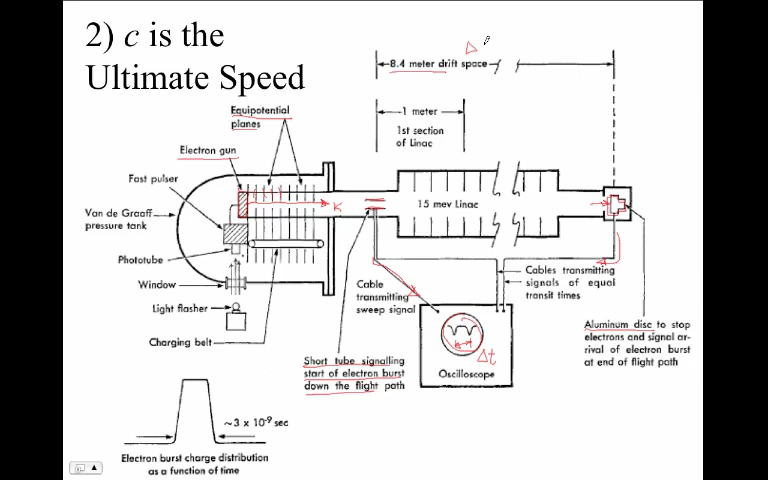 2) c is the
Ultimate Speed
Δ
8.4 meter drift space
Equipotential
planes
1 meter
1st section
of Linac
Electron gun
Fast pulser
K
15 mev Linac
Van de Graaff
pressure tank
Phototube
Window
Cable
transmitting
sweep signal
Cables transmitting
signals of equal
transit times
Light flasher
Charging belt
Δt
Short tube signalling
start of electron burst
down the flight path
Oscilloscope
Aluminum disc to stop
electrons and signal ar-
rival of electron burst
at end of flight path
~3 x 10⁻⁹ sec
Electron burst charge distribution
as a function of time